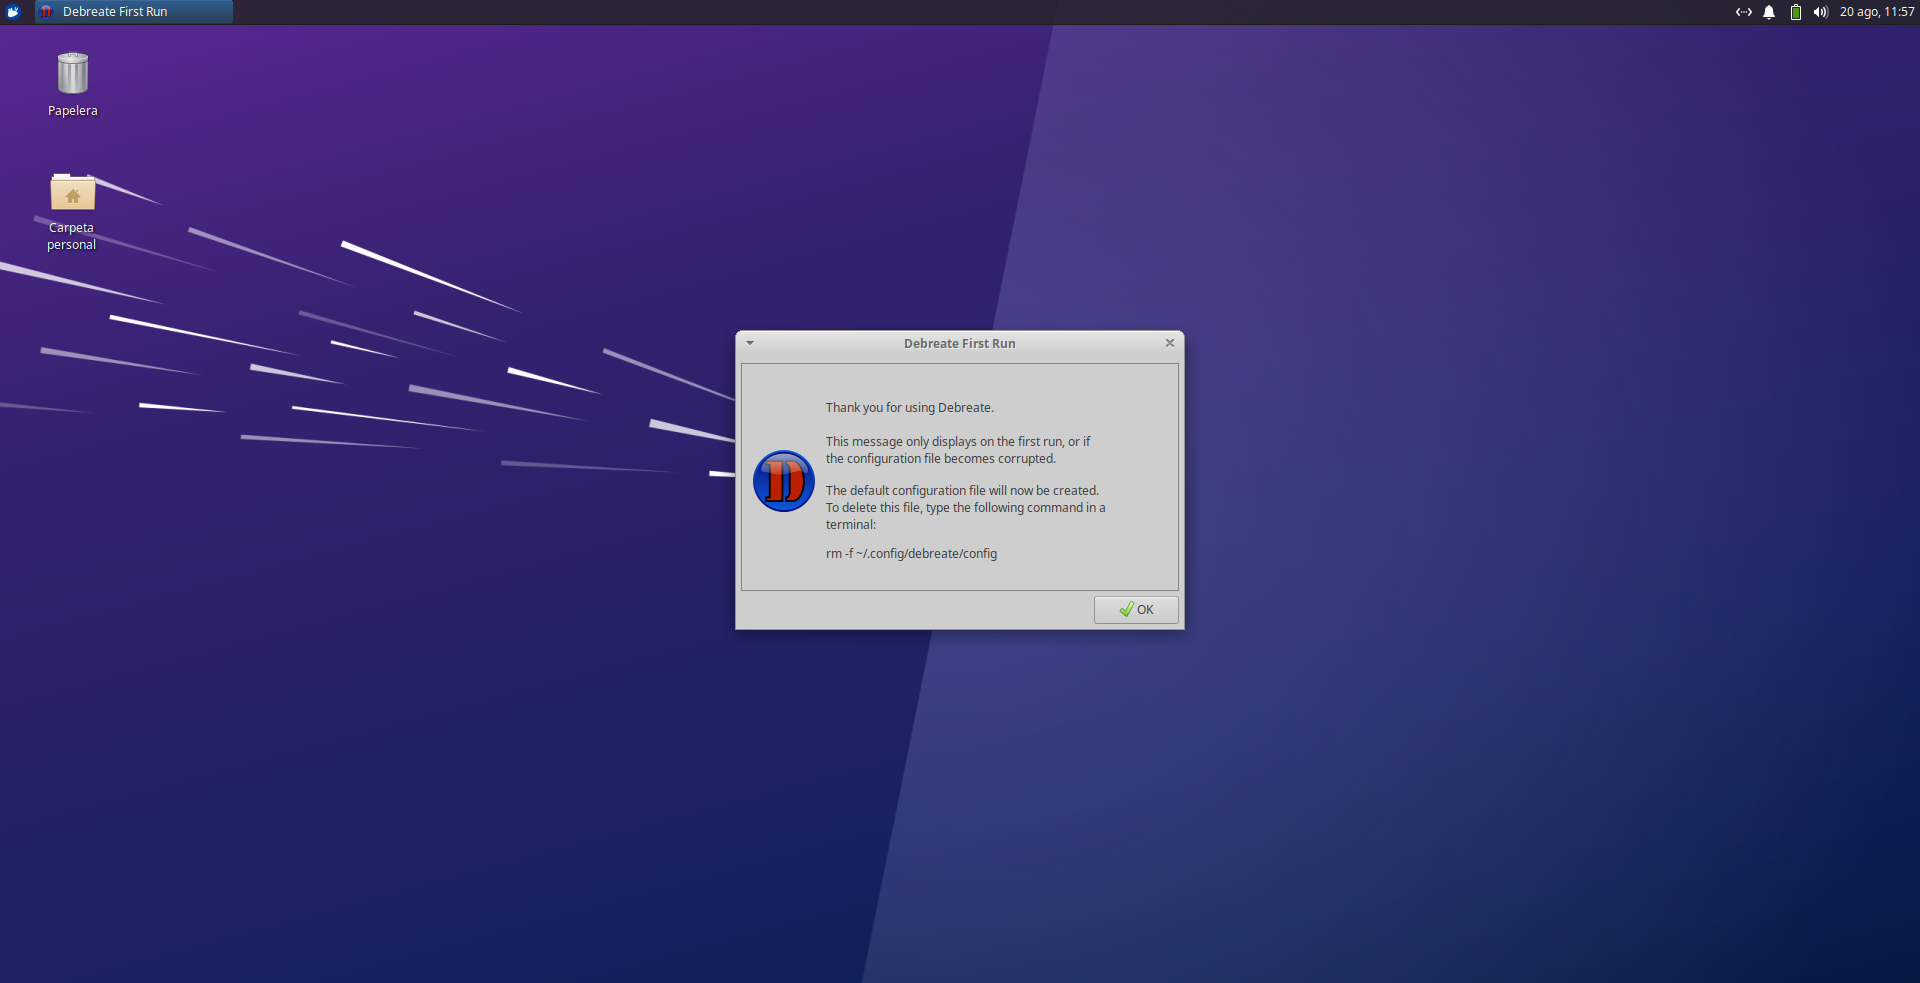 Debreate First Run
20 ago, 11:57
Papelera
Carpeta
personal
Debreate First Run
Thank you for using Debreate.
This message only displays on the first run, or if
the configuration file becomes corrupted.
The default configuration file will now be created.
To delete this file, type the following command in a
terminal:
rm -f ~/.config/debreate/config
OK